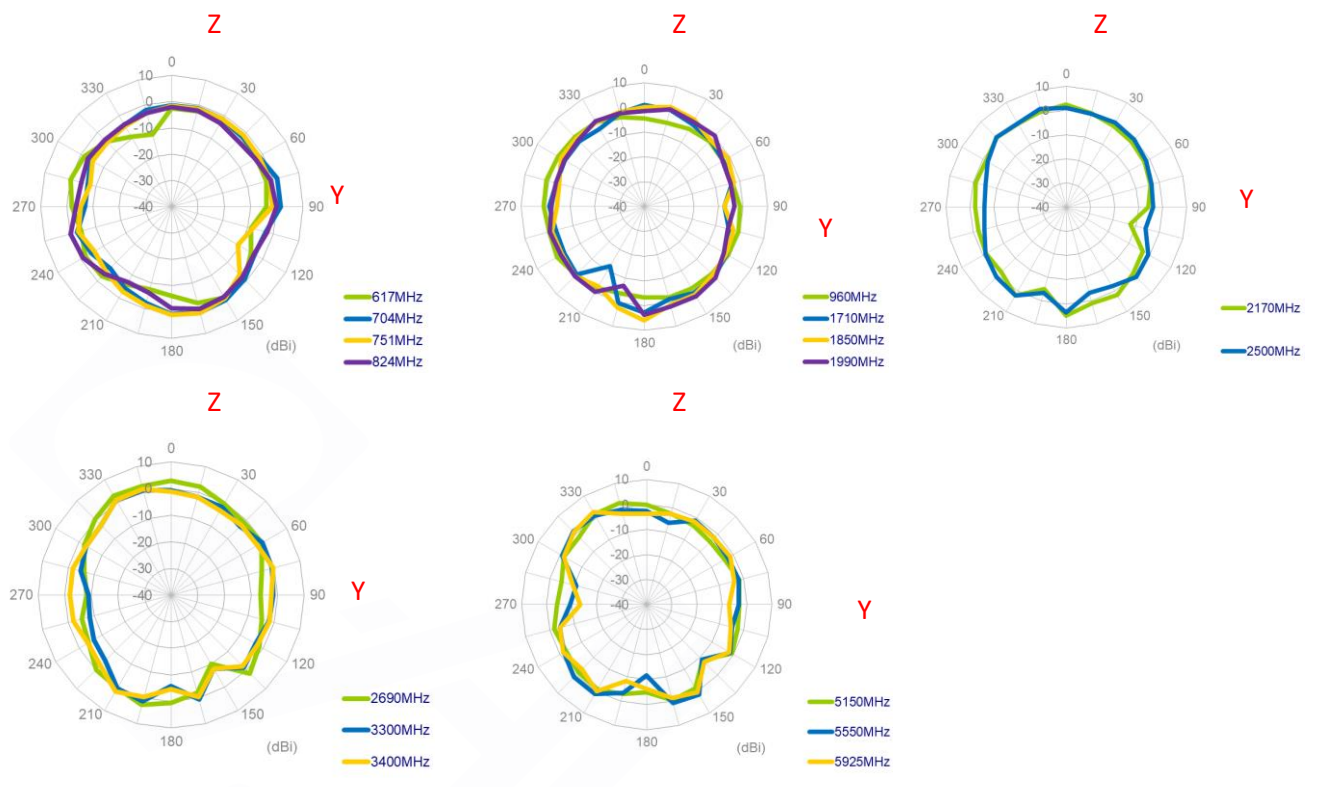 Z
0
10
330
30
0
300
-10
60
-20
-30
270
-40
90
Y
240
120
210
150
180
(dBi)
617MHz
704MHz
751MHz
824MHz
Z
0
10
330
30
0
300
-10
60
-20
-30
270
-40
90
Y
240
120
210
150
180
(dBi)
960MHz
1710MHz
1850MHz
1990MHz
Z
0
10
330
30
0
300
-10
60
-20
-30
270
-40
90
Y
240
120
210
150
180
(dBi)
2170MHz
2500MHz
Z
0
10
330
30
0
300
-10
60
-20
-30
270
-40
90
Y
240
120
210
150
180
(dBi)
2690MHz
3300MHz
3400MHz
Z
0
10
330
30
0
300
-10
60
-20
-30
270
-40
90
Y
240
120
210
150
180
(dBi)
5150MHz
5550MHz
5925MHz